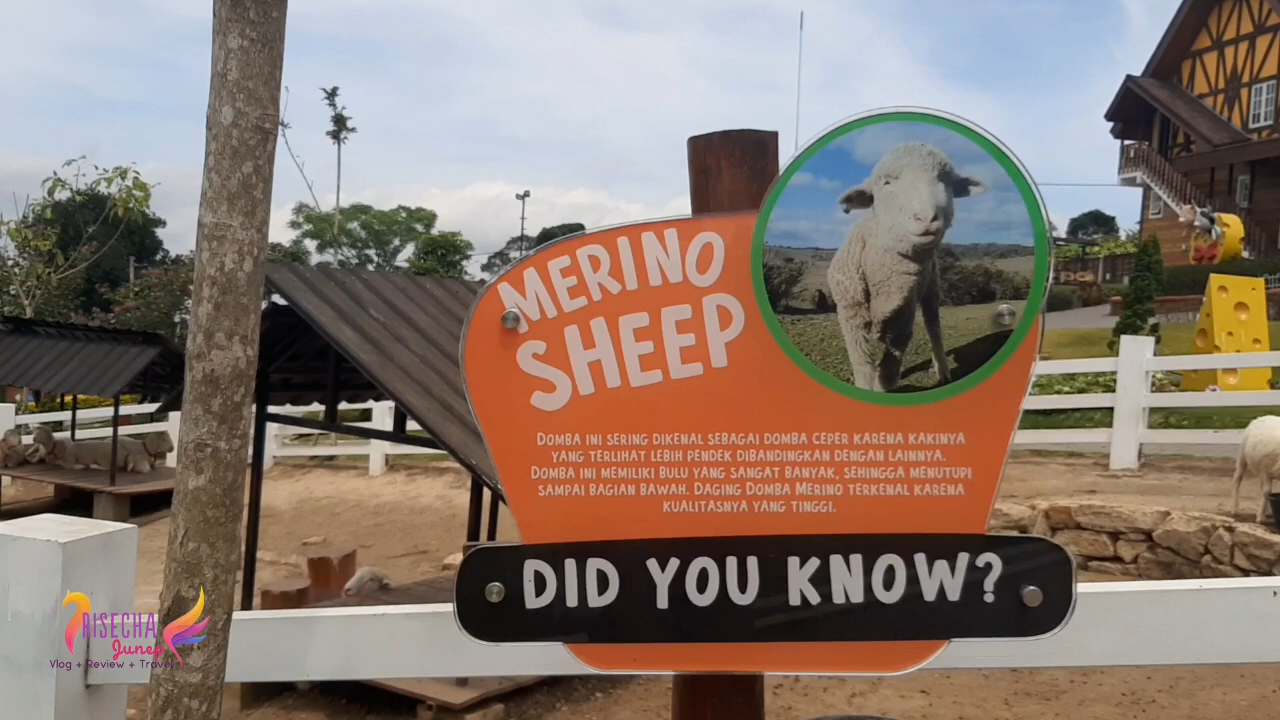 MERINO
SHEEP
DOMBA INI SERING DIKENAL SEBAGAI DOMBA CEPER KARENA KAKINYA
YANG TERLIHAT LEBIH PENDEK DIBANDINGKAN DENGAN LAINNYA.
DOMBA INI MEMILIKI BULU YANG SANGAT BANYAK, SEHINGGA MENUTUPI
SAMPAI BAGIAN BAWAH. DAGING DOMBA MERINO TERKENAL KARENA
KUALITASNYA YANG TINGGI.
DID YOU KNOW?
RISECHA
Junep
Vlog + Review + Travel